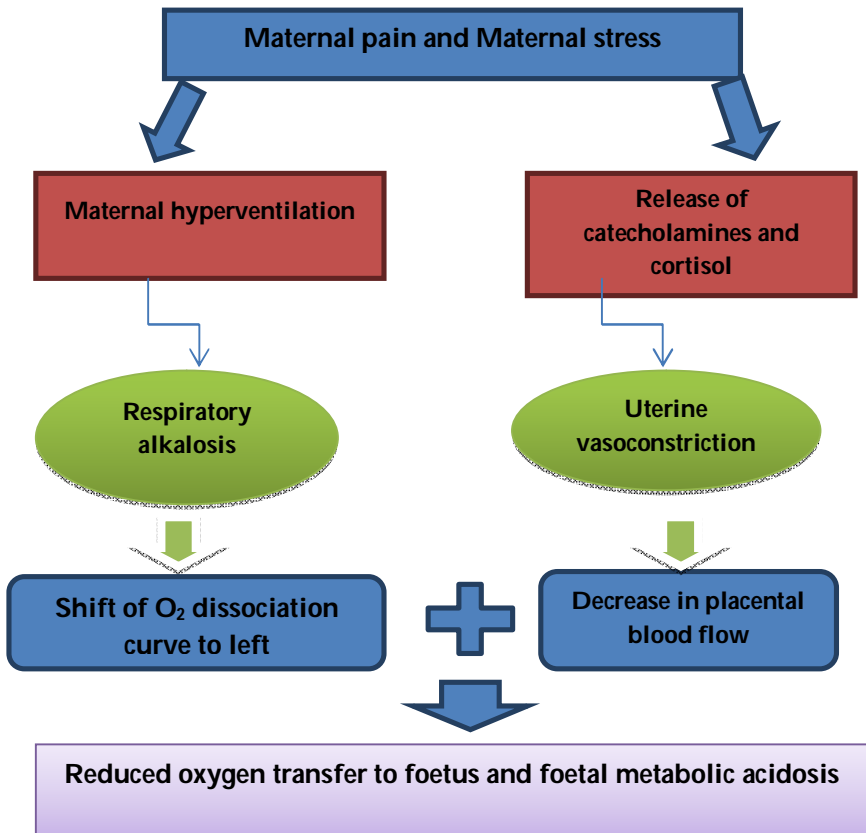 Maternal pain and Maternal stress
Maternal hyperventilation
Release of
catecholamines and
cortisol
Respiratory
alkalosis
Uterine
vasoconstriction
Shift of O₂ dissociation
curve to left
Decrease in placental
blood flow
Reduced oxygen transfer to foetus and foetal metabolic acidosis